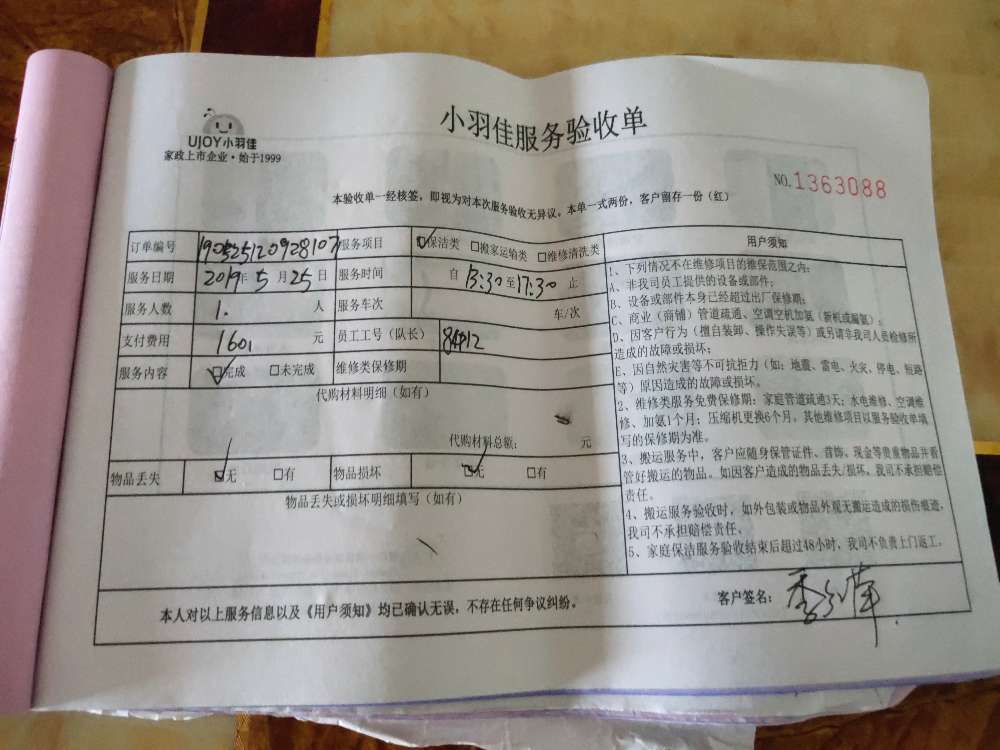 小羽佳服务验收单
UJOY小羽佳
家政上市企业·始于1999
NO.1363088
本验收单一经核签，即视为对本次服务验收无异议。本单一式两份，客户留存一份（红）
订单编号 190525120928107 服务项目 ☑保洁类 □搬家运输类 □维修清洗类
服务日期 2019年 5 月 25 日 服务时间 自 13:30 至 17:30 止
服务人数 1. 人 服务车次 车/次
支付费用 160 元 员工工号（队长）
服务内容 ☑完成 □未完成 维修类保修期
代购材料明细（如有）
代购材料总额： 元
物品丢失 ☑无 □有 物品损坏 ☑无 □有
物品丢失或损坏明细填写（如有）
用户须知
1、下列情况不在维修项目的维保范围之内：
A、非我司员工提供的设备或部件；
B、设备或部件本身已经超过出厂保修期；
C、商业（商铺）管道疏通、空调空机加氨（新机或漏氨）；
D、因客户行为（擅自装卸、操作失误等）或另请非我司人员检修所
造成的故障或损坏；
E、因自然灾害等不可抗拒力（如：地震、雷电、火灾、停电、短路
等）原因造成的故障或损坏。
2、维修类服务免费保修期：家庭管道疏通3天；水电维修、空调维
修、加氨1个月；压缩机更换6个月，其他维修项目以服务验收单填
写的保修期为准。
3、搬运服务中，客户应随身保管证件、首饰、现金等贵重物品并看
管好搬运的物品。如因客户造成的物品丢失/损坏，我司不承担赔偿
责任。
4、搬运服务验收时，如外包装或物品外观无搬运造成的损伤痕迹，
我司不承担赔偿责任。
5、家庭保洁服务验收结束后超过48小时，我司不负责上门返工。
本人对以上服务信息以及《用户须知》均已确认无误，不存在任何争议纠纷。
客户签名：